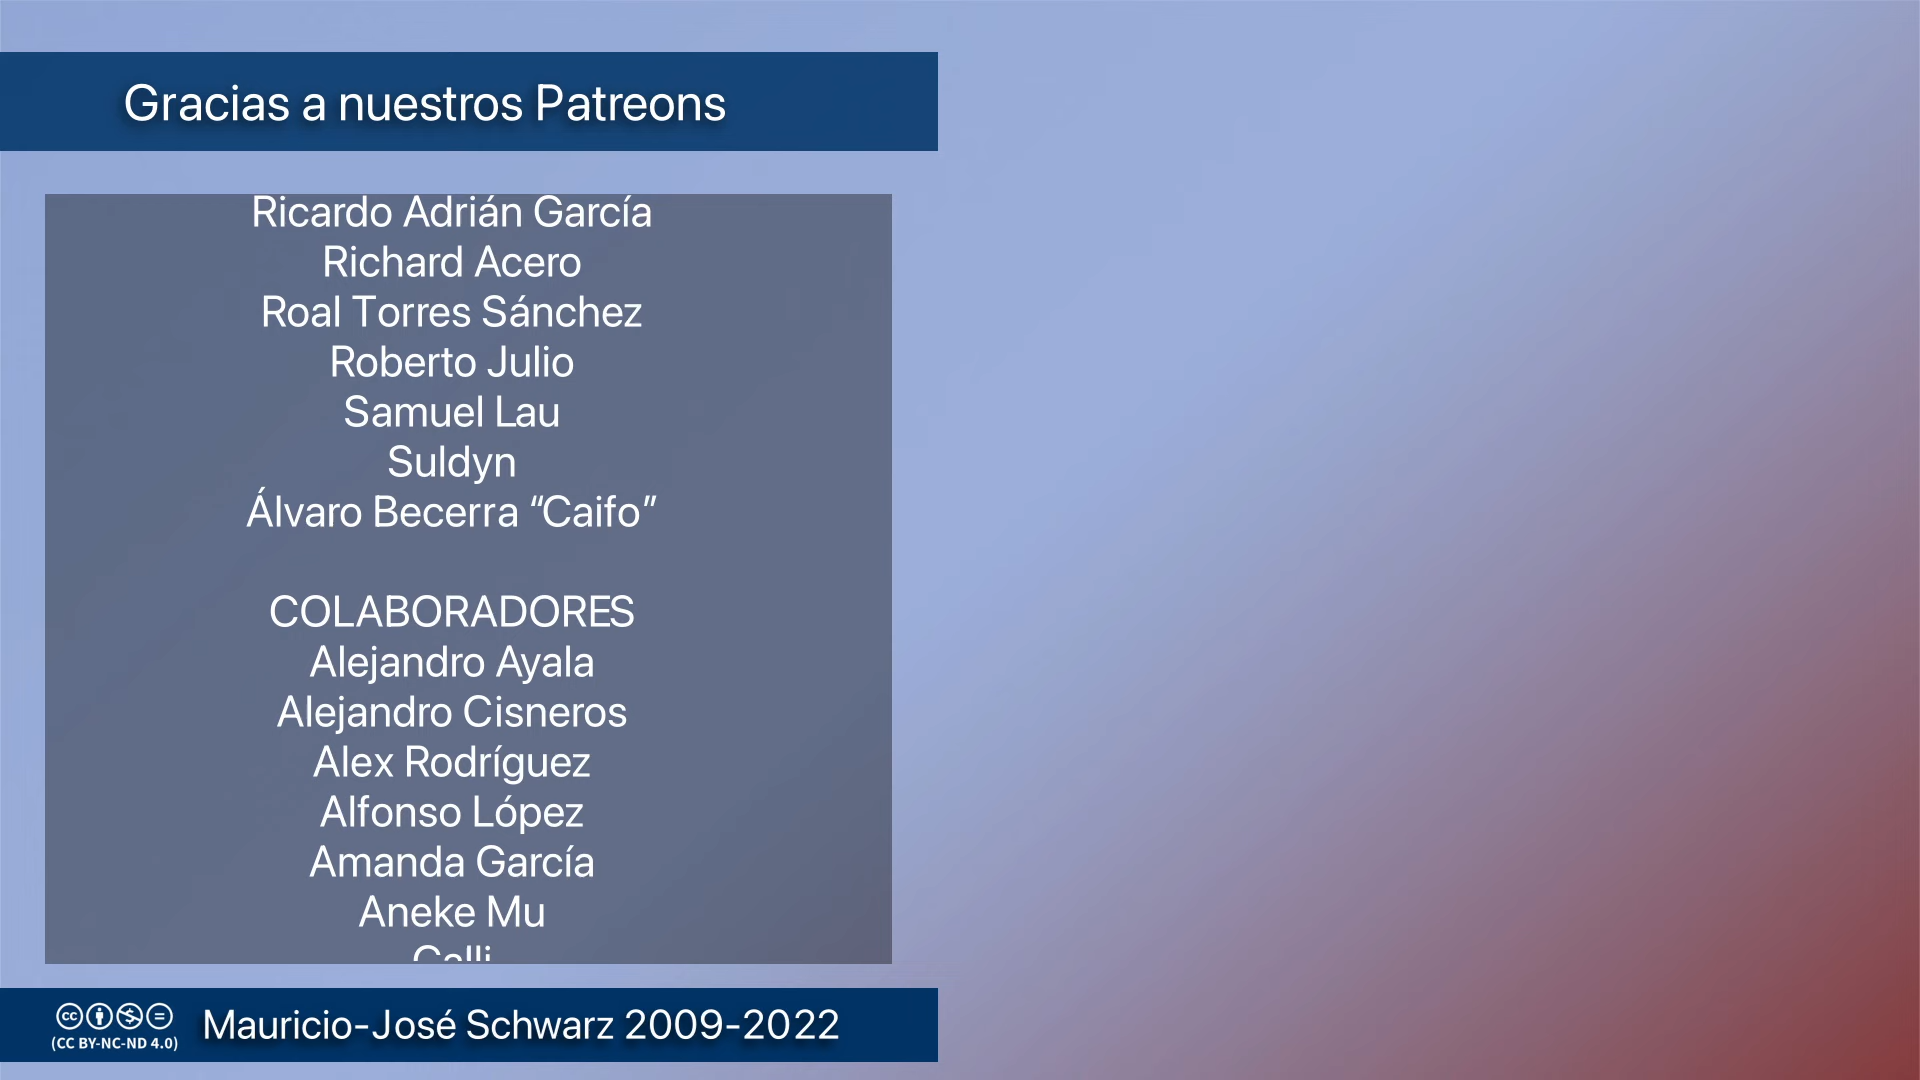 Gracias a nuestros Patreons
Ricardo Adrián García
Richard Acero
Roal Torres Sánchez
Roberto Julio
Samuel Lau
Suldyn
Álvaro Becerra “Caifo”
COLABORADORES
Alejandro Ayala
Alejandro Cisneros
Alex Rodríguez
Alfonso López
Amanda García
Aneke Mu
(CC BY-NC-ND 4.0)
Mauricio-José Schwarz 2009-2022